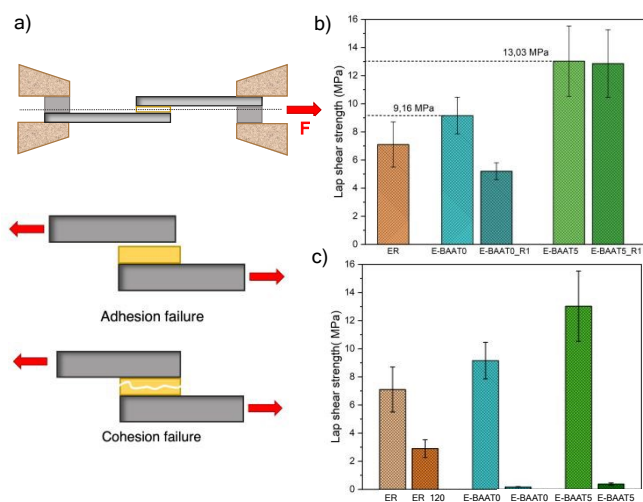 a)
F
Adhesion failure
Cohesion failure
b)
Lap shear strength (MPa)
16
14
12
10
8
6
4
2
0
13,03 MPa
9,16 MPa
ER E-BAAT0 E-BAAT0_R1 E-BAAT5 E-BAAT5_R1
c)
Lap shear strength( MPa)
16
14
12
10
8
6
4
2
0
ER ER 120 E-BAAT0 E-BAAT0 E-BAAT5 E-BAAT5